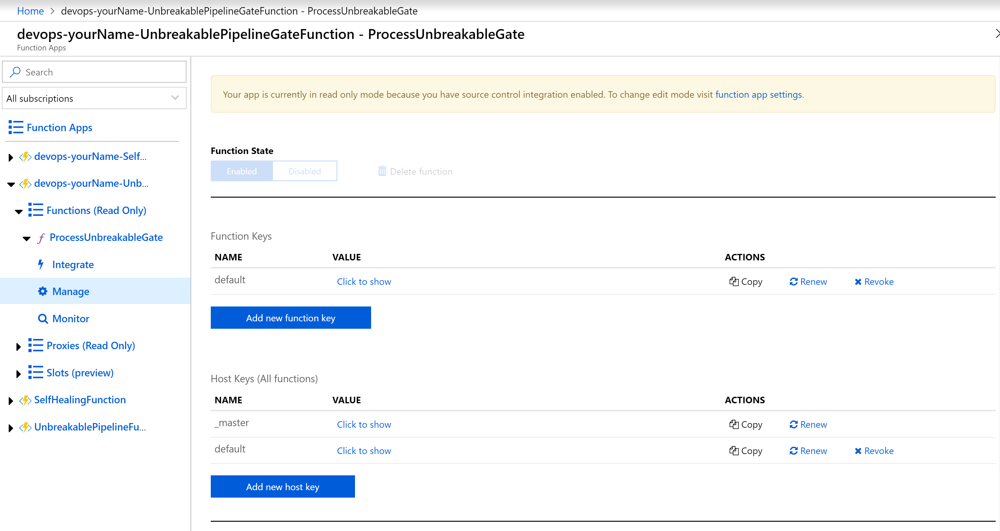 Home > devops-yourName-UnbreakablePipelineGateFunction - ProcessUnbreakableGate
devops-yourName-UnbreakablePipelineGateFunction - ProcessUnbreakableGate
Function Apps
Search
All subscriptions
Function Apps
devops-yourName-Self...
devops-yourName-Unb...
Functions (Read Only)
ProcessUnbreakableGate
Integrate
Manage
Monitor
Proxies (Read Only)
Slots (preview)
SelfHealingFunction
UnbreakablePipelineFu...
Your app is currently in read only mode because you have source control integration enabled. To change edit mode visit function app settings.
Function State
Enabled Disabled Delete function
Function Keys
NAME VALUE ACTIONS
default Click to show Copy Renew Revoke
Add new function key
Host Keys (All functions)
NAME VALUE ACTIONS
_master Click to show Copy Renew
default Click to show Copy Renew Revoke
Add new host key